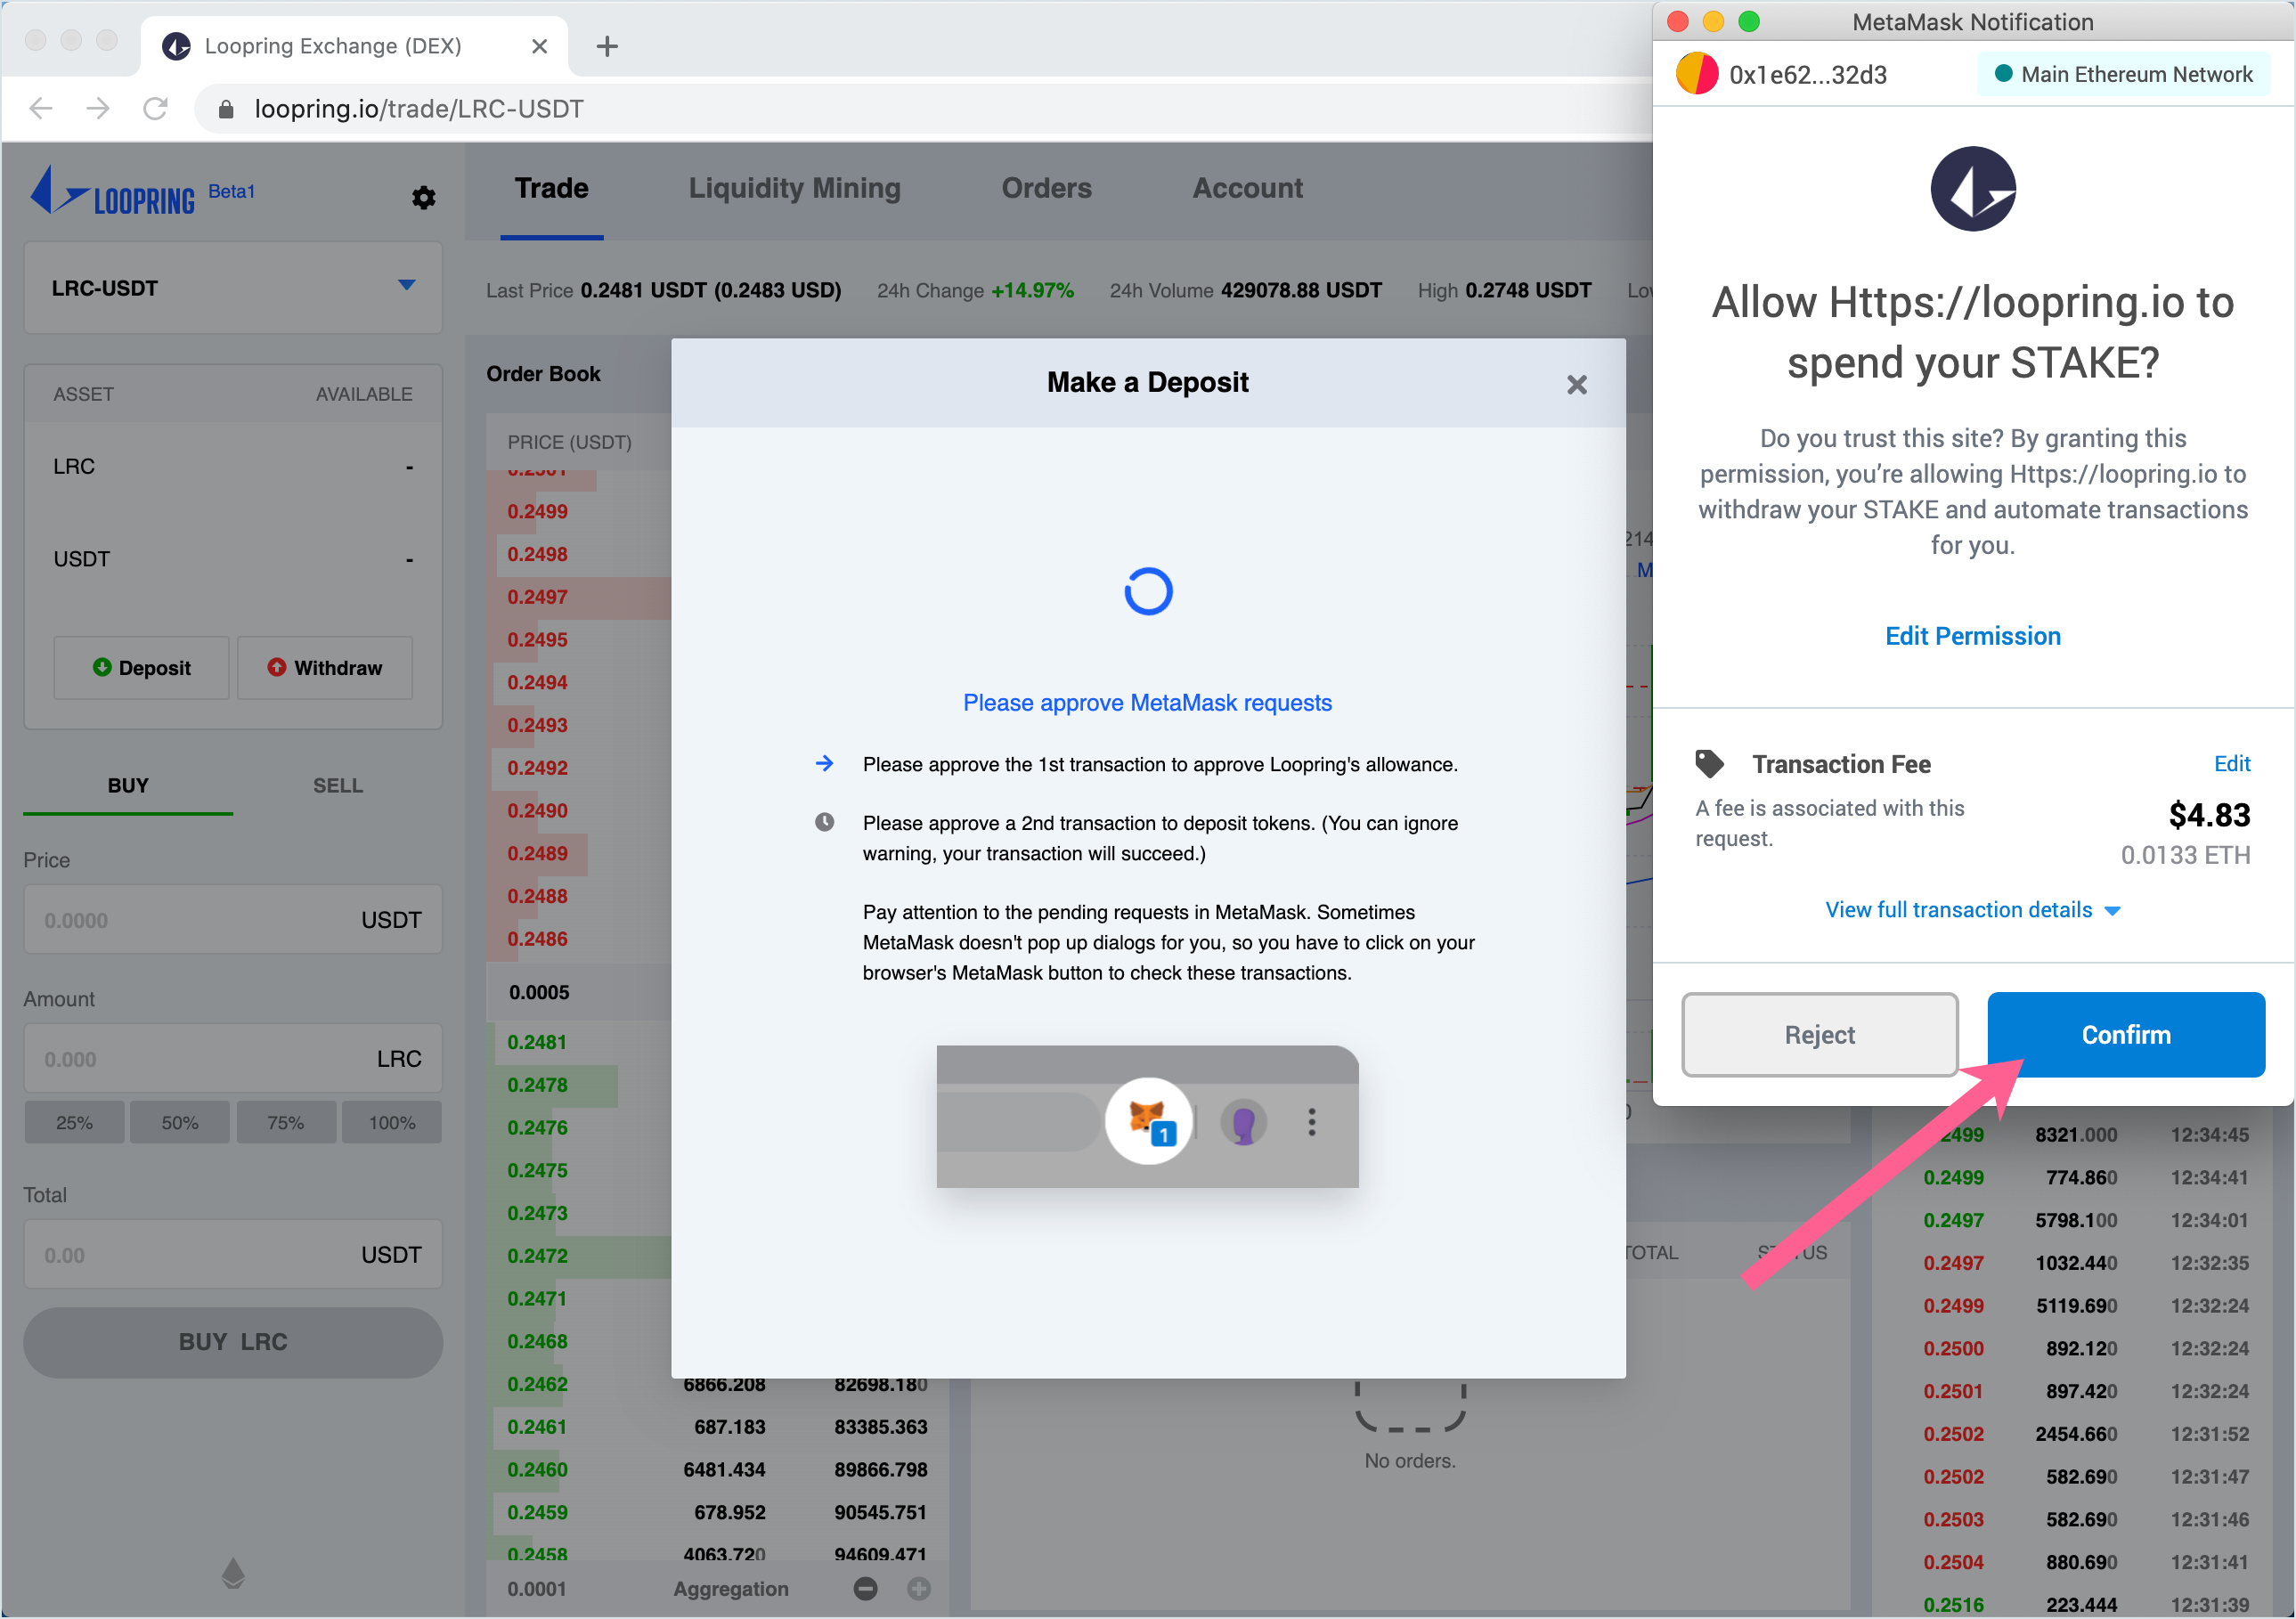 Loopring Exchange (DEX)
loopring.io/trade/LRC-USDT
LOOPRING Beta1
Trade
Liquidity Mining
Orders
Account
LRC-USDT
Last Price 0.2481 USDT (0.2483 USD)
24h Change +14.97%
24h Volume 429078.88 USDT
High 0.2748 USDT
ASSET AVAILABLE
LRC -
USDT -
Deposit
Withdraw
BUY
SELL
Price
0.0000 USDT
Amount
0.000 LRC
25% 50% 75% 100%
Total
0.00 USDT
BUY LRC
Order Book
PRICE (USDT)
0.2499
0.2498
0.2497
0.2495
0.2494
0.2493
0.2492
0.2490
0.2489
0.2488
0.2486
0.0005
0.2481
0.2478
0.2476
0.2475
0.2473
0.2472
0.2471
0.2468
0.2462 6866.208 82698.180
0.2461 687.183 83385.363
0.2460 6481.434 89866.798
0.2459 678.952 90545.751
0.2458 4063.720 94609.471
0.0001 Aggregation
Make a Deposit
Please approve MetaMask requests
Please approve the 1st transaction to approve Loopring's allowance.
Please approve a 2nd transaction to deposit tokens. (You can ignore
warning, your transaction will succeed.)
Pay attention to the pending requests in MetaMask. Sometimes
MetaMask doesn't pop up dialogs for you, so you have to click on your
browser's MetaMask button to check these transactions.
1
TOTAL
No orders.
MetaMask Notification
0x1e62...32d3
Main Ethereum Network
Allow Https://loopring.io to
spend your STAKE?
Do you trust this site? By granting this
permission, you’re allowing Https://loopring.io to
withdraw your STAKE and automate transactions
for you.
Edit Permission
Transaction Fee
Edit
A fee is associated with this
request.
$4.83
0.0133 ETH
View full transaction details
Reject
Confirm
0.2499 8321.000 12:34:45
0.2499 774.860 12:34:41
0.2497 5798.100 12:34:01
0.2497 1032.440 12:32:35
0.2499 5119.690 12:32:24
0.2500 892.120 12:32:24
0.2501 897.420 12:32:24
0.2502 2454.660 12:31:52
0.2502 582.690 12:31:47
0.2503 582.690 12:31:46
0.2504 880.690 12:31:41
0.2516 223.444 12:31:39